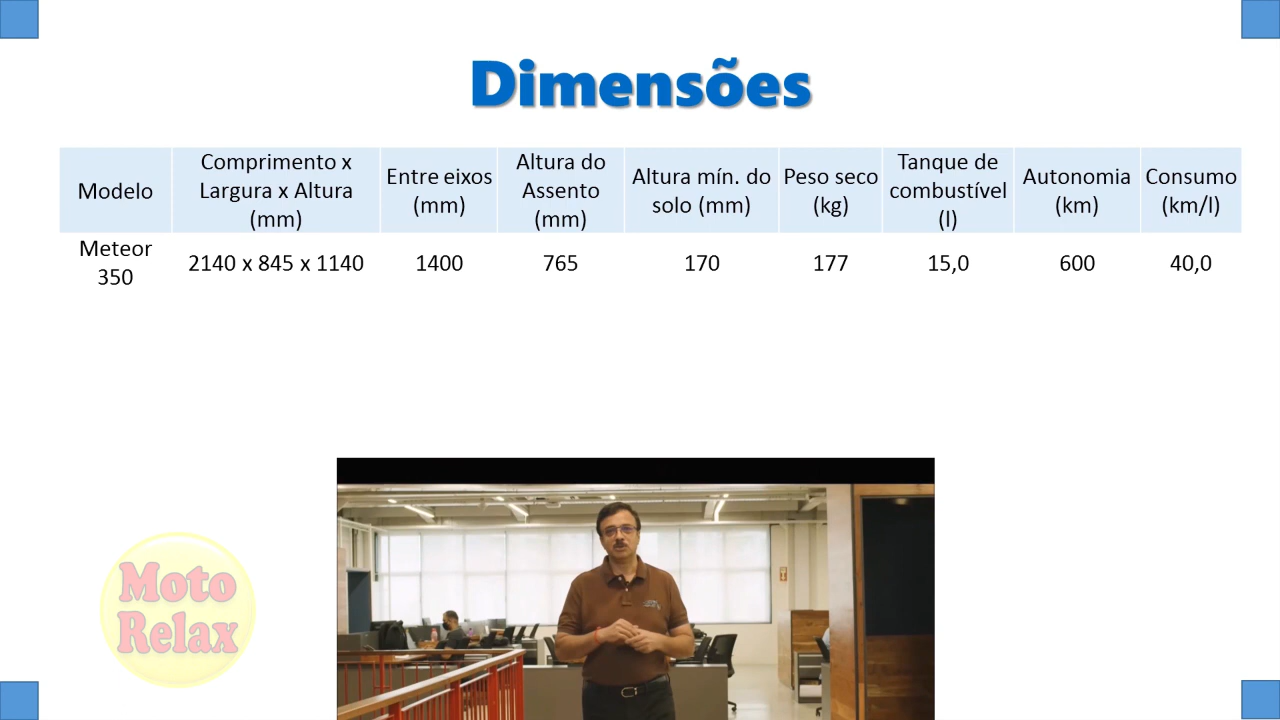 Dimensões
Modelo
Comprimento x
Largura x Altura
(mm)
Entre eixos
(mm)
Altura do
Assento
(mm)
Altura mín. do
solo (mm)
Peso seco
(kg)
Tanque de
combustível
(l)
Autonomia
(km)
Consumo
(km/l)
Meteor
350
2140 x 845 x 1140
1400
765
170
177
15,0
600
40,0
Moto
Relax